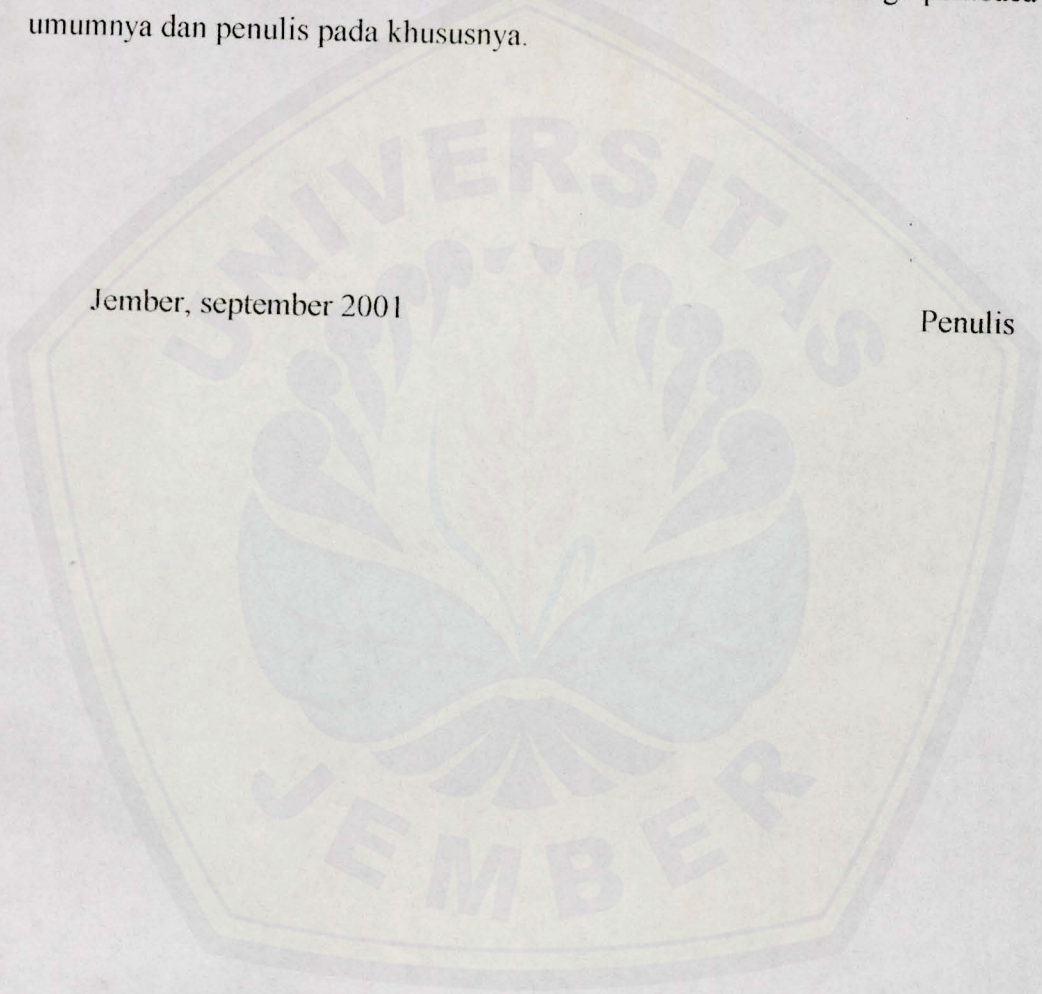 umumnya dan penulis pada khususnya.
UNIVERSITAS
Jember, september 2001
Penulis
JEMBER